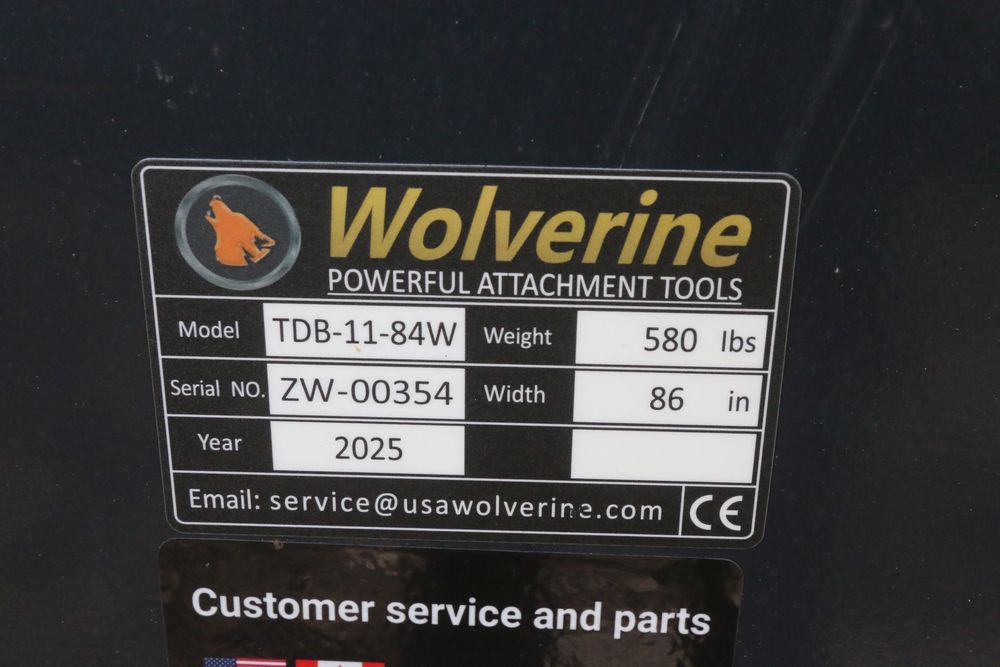 Wolverine
POWERFUL ATTACHMENT TOOLS
Model TDB-11-84W Weight 580 lbs
Serial NO. ZW-00354 Width 86 in
Year 2025
Email: service@usawolverine.com CE
Customer service and parts